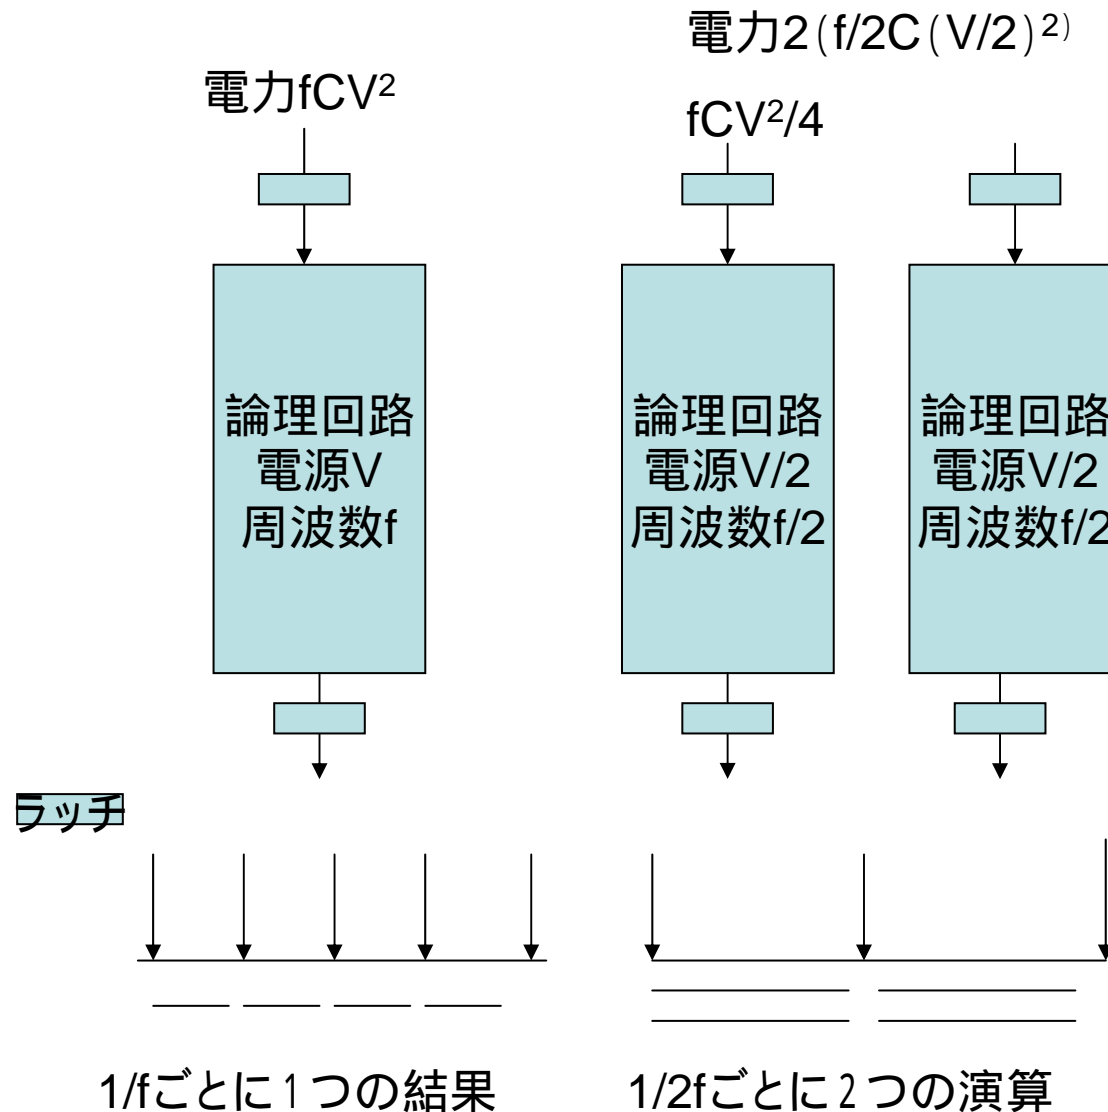 電力2(f/2C(V/2)²)
電力fCV²
fCV²/4
論理回路
電源V
周波数f
論理回路
電源V/2
周波数f/2
論理回路
電源V/2
周波数f/2
ラッチ
1/fごとに1つの結果
1/2fごとに2つの演算